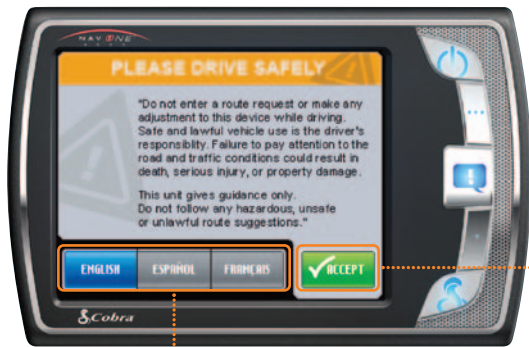 NAV ONE
PLEASE DRIVE SAFELY
"Do not enter a route request or make any
adjustment to this device while driving.
Safe and lawful vehicle use is the driver's
responsiblity. Failure to pay attention to the
road and traffic conditions could result in
death, serious injury, or property damage.
This unit gives guidance only.
Do not follow any hazardous, unsafe
or unlawful route suggestions."
ENGLISH ESPAÑOL FRANÇAIS ACCEPT
Cobra